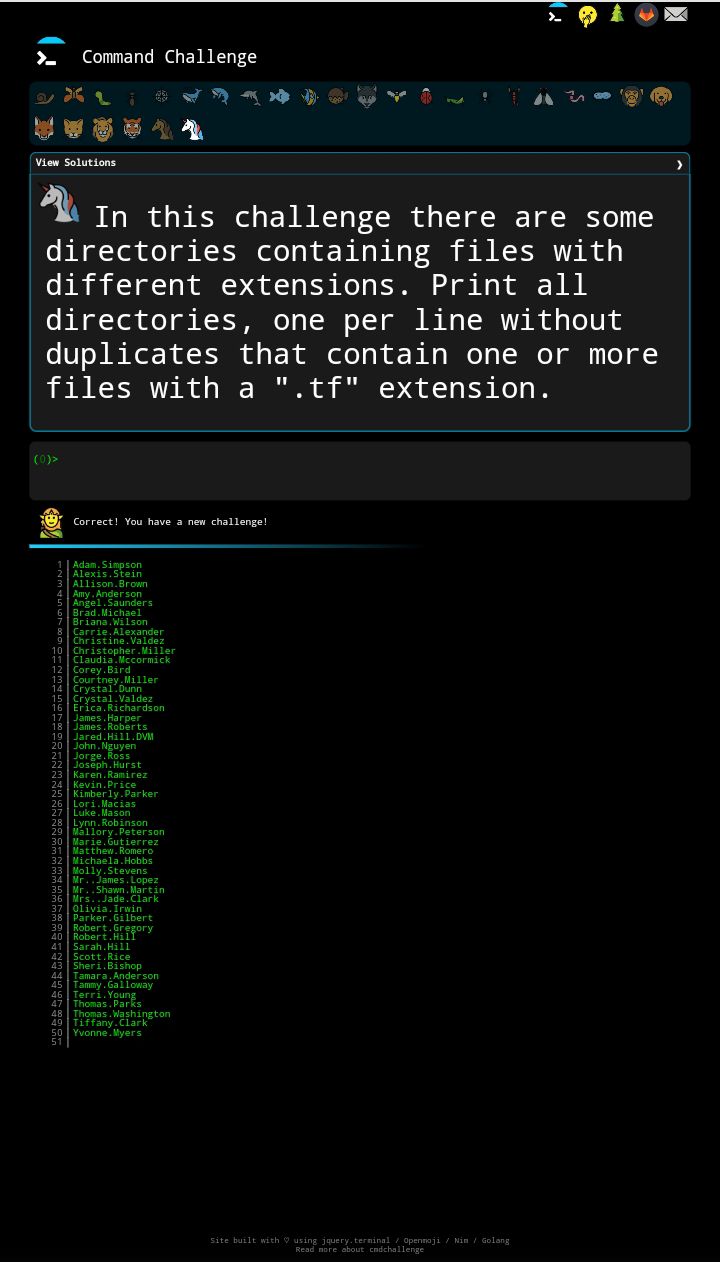 Command Challenge
View Solutions ❯
In this challenge there are some
directories containing files with
different extensions. Print all
directories, one per line without
duplicates that contain one or more
files with a ".tf" extension.
(0)>
Correct! You have a new challenge!
1 Adam.Simpson
2 Alexis.Stein
3 Allison.Brown
4 Amy.Anderson
5 Angel.Saunders
6 Brad.Michael
7 Briana.Wilson
8 Carrie.Alexander
9 Christine.Valdez
10 Christopher.Miller
11 Claudia.Mccormick
12 Corey.Bird
13 Courtney.Miller
14 Crystal.Dunn
15 Crystal.Valdez
16 Erica.Richardson
17 James.Harper
18 James.Roberts
19 Jared.Hill.DVM
20 John.Nguyen
21 Jorge.Ross
22 Joseph.Hurst
23 Karen.Ramirez
24 Kevin.Price
25 Kimberly.Parker
26 Lori.Macias
27 Luke.Mason
28 Lynn.Robinson
29 Mallory.Peterson
30 Marie.Gutierrez
31 Matthew.Romero
32 Michaela.Hobbs
33 Molly.Stevens
34 Mr..James.Lopez
35 Mr..Shawn.Martin
36 Mrs..Jade.Clark
37 Olivia.Irwin
38 Parker.Gilbert
39 Robert.Gregory
40 Robert.Hill
41 Sarah.Hill
42 Scott.Rice
43 Sheri.Bishop
44 Tamara.Anderson
45 Tammy.Galloway
46 Terri.Young
47 Thomas.Parks
48 Thomas.Washington
49 Tiffany.Clark
50 Yvonne.Myers
51
Site built with ♡ using jquery.terminal / Openmoji / Nim / Golang
Read more about cmdchallenge